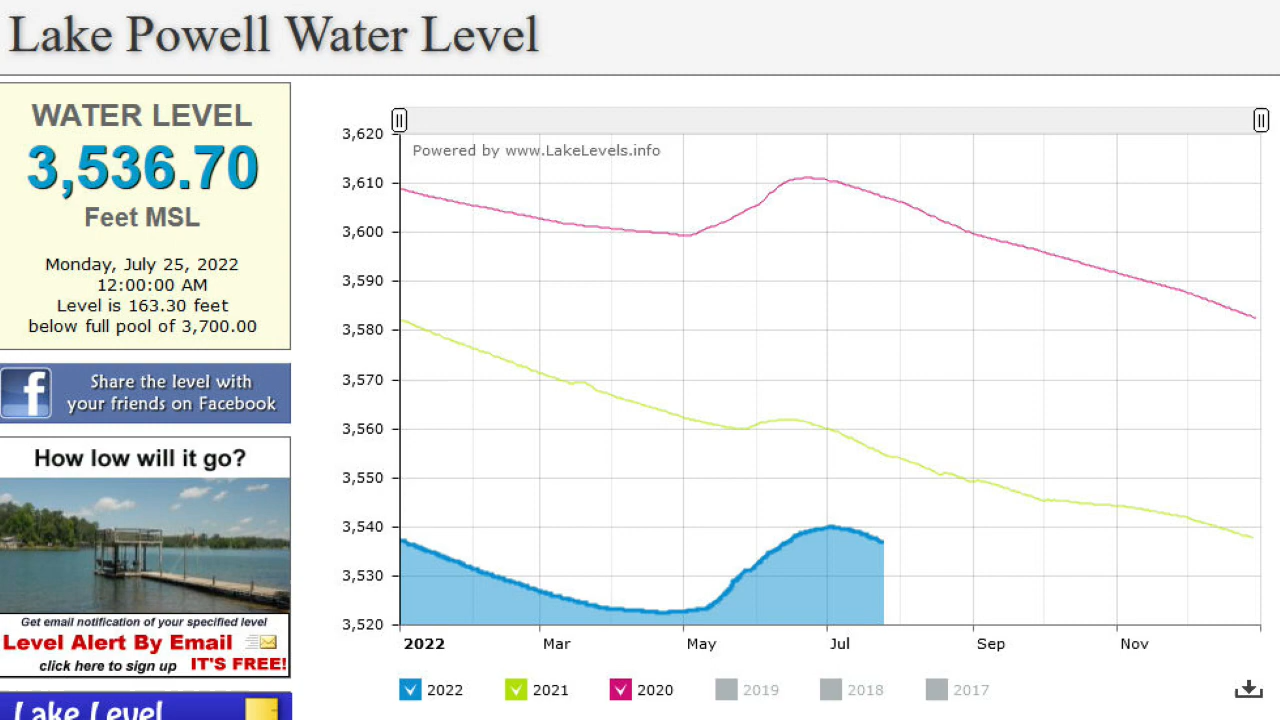 Lake Powell Water Level
WATER LEVEL
3,536.70
Feet MSL
Monday, July 25, 2022
12:00:00 AM
Level is 163.30 feet
below full pool of 3,700.00
f
Share the level with
your friends on Facebook
How low will it go?
Get email notification of your specified level
Level Alert By Email
click here to sign up IT'S FREE!
Lake Level
Powered by www.LakeLevels.info
3,620
3,610
3,600
3,590
3,580
3,570
3,560
3,550
3,540
3,530
3,520
2022 Mar May Jul Sep Nov
2022 2021 2020 2019 2018 2017